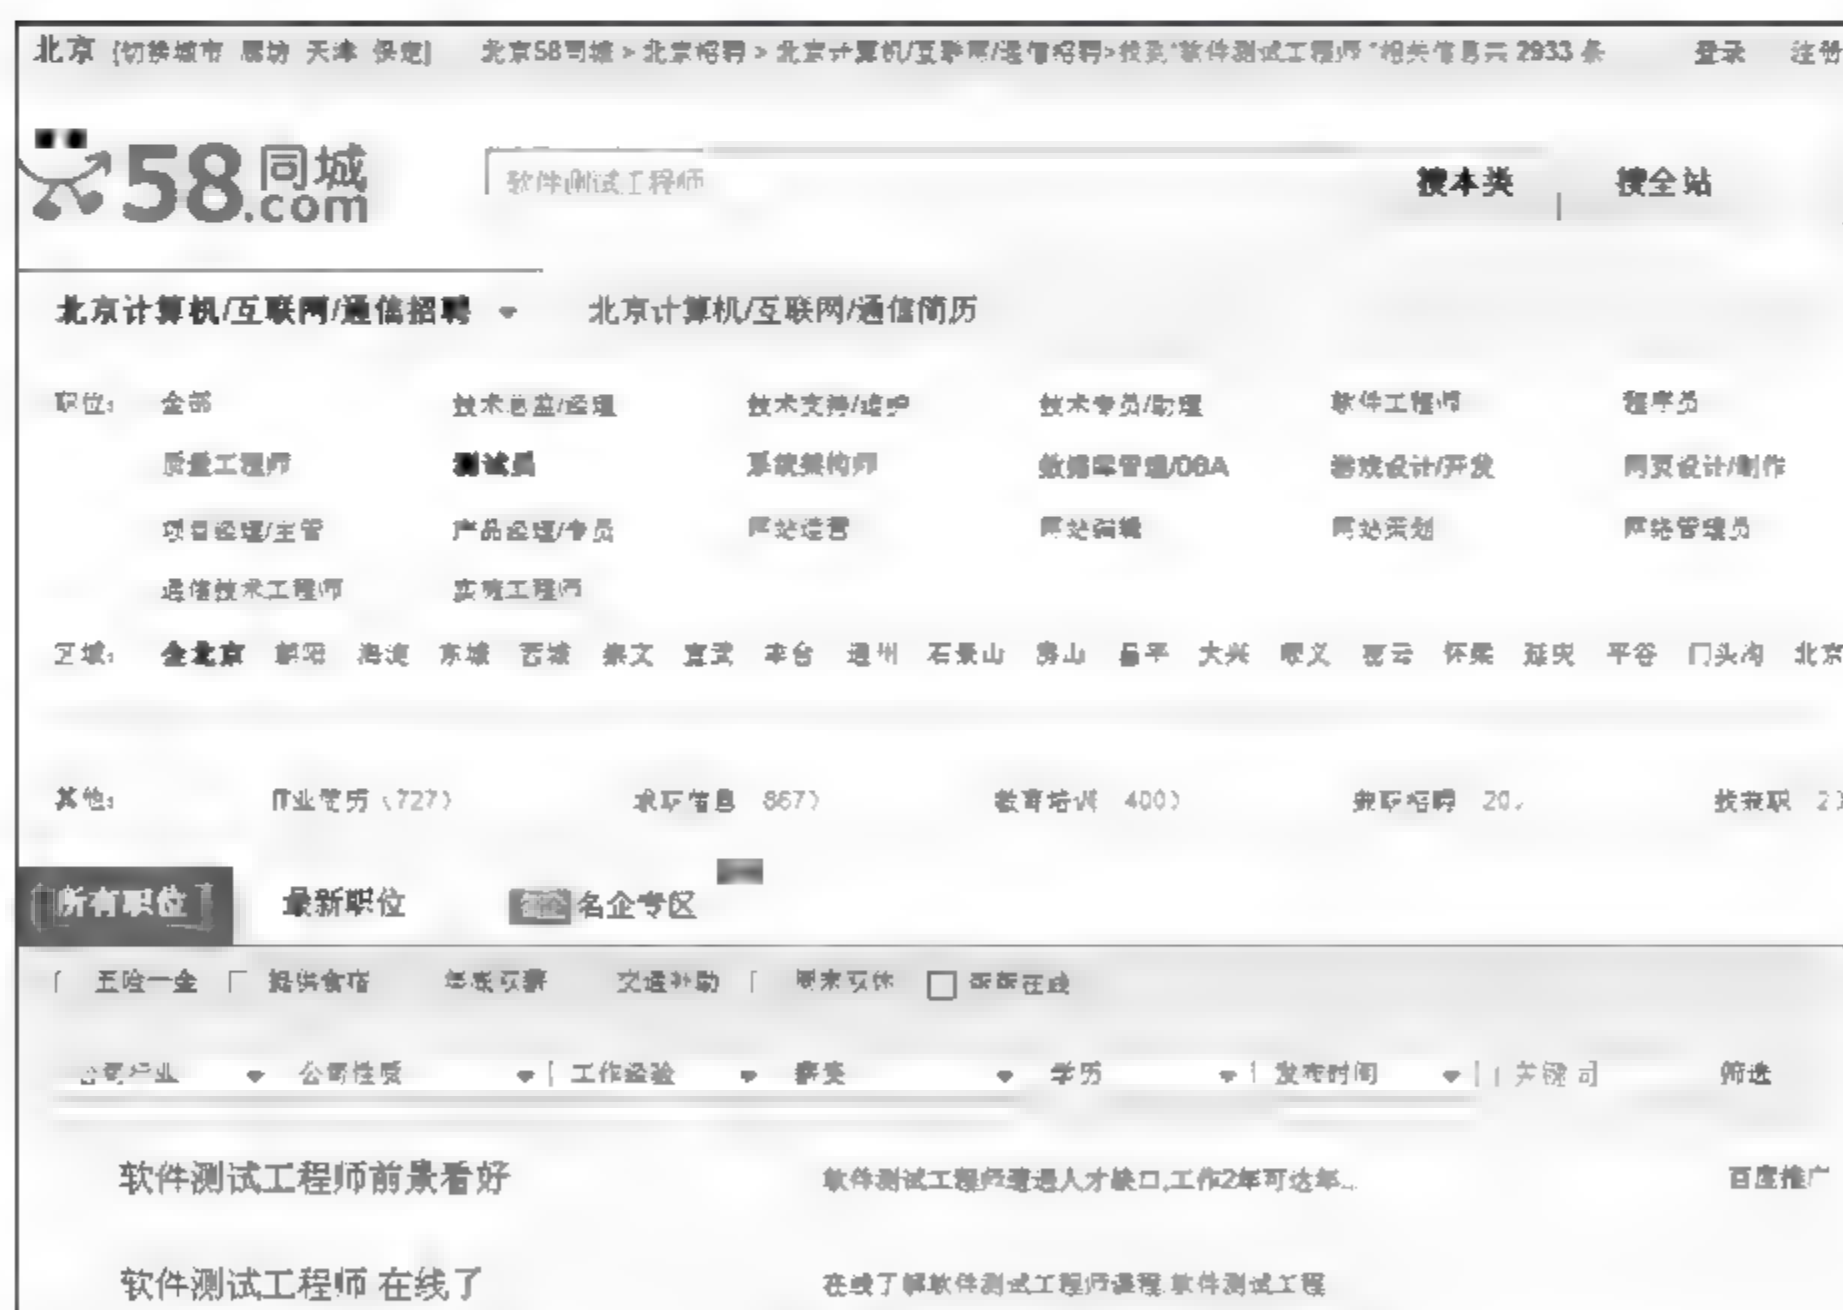 北京 [切换城市 廊坊 天津 保定] 北京58同城 > 北京招聘 > 北京计算机/互联网/通信招聘>找到"软件测试工程师 "相关信息共 2933 条 登录 注册
58同城.com
软件测试工程师 搜本类 | 搜全站
北京计算机/互联网/通信招聘 北京计算机/互联网/通信简历
职位: 全部 技术总监/经理 技术支持/维护 技术专员/助理 软件工程师 程序员
质量工程师 测试员 系统架构师 数据库管理/DBA 游戏设计/开发 网页设计/制作
项目经理/主管 产品经理/专员 网站运营 网站编辑 网站策划 网络管理员
通信技术工程师 实施工程师
区域: 全北京 朝阳 海淀 东城 西城 崇文 宣武 丰台 通州 石景山 房山 昌平 大兴 顺义 密云 怀柔 延庆 平谷 门头沟 北京
其他: 作业简历 (727) 求职信息 867) 教育培训 400) 兼职招聘 20 找兼职 2
所有职位 最新职位 名企专区
五险一金 提供食宿 年底双薪 交通补助 周末双休 在线
公司行业 公司性质 工作经验 薪资 学历 发布时间 关键词 筛选
软件测试工程师前景看好 软件测试工程师遭遇人才缺口,工作2年可达年... 百度推广
软件测试工程师 在线了 在线了解软件测试工程师课程.软件测试工程